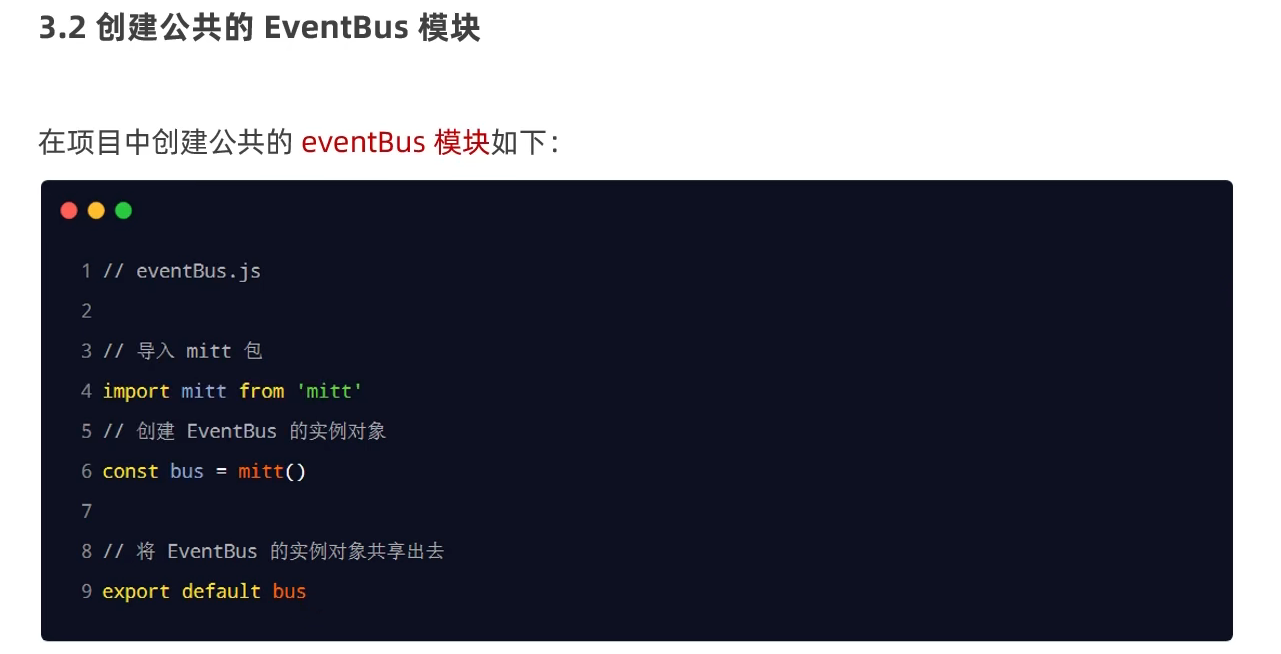 3.2 创建公共的 EventBus 模块
在项目中创建公共的 eventBus 模块如下：
1 // eventBus.js
2
3 // 导入 mitt 包
4 import mitt from 'mitt'
5 // 创建 EventBus 的实例对象
6 const bus = mitt()
7
8 // 将 EventBus 的实例对象共享出去
9 export default bus